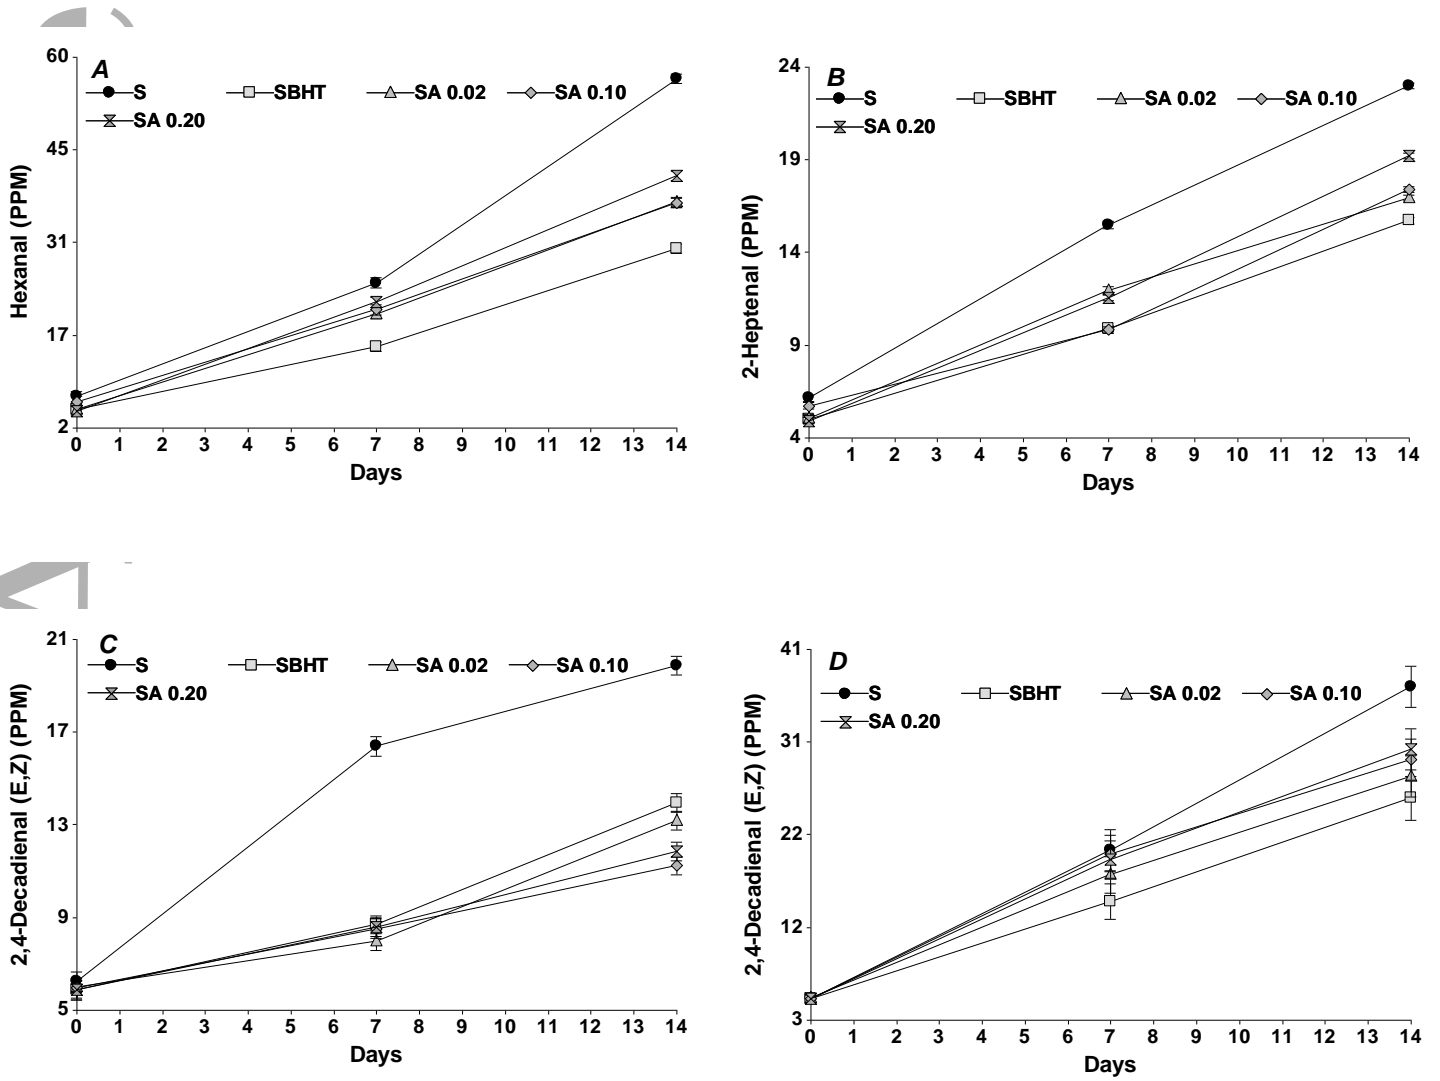 A
S SBHT SA 0.02 SA 0.10
SA 0.20
Hexanal (PPM)
60
45
31
17
2
0 1 2 3 4 5 6 7 8 9 10 11 12 13 14
Days
B
S SBHT SA 0.02 SA 0.10
SA 0.20
2-Heptenal (PPM)
24
19
14
9
4
0 1 2 3 4 5 6 7 8 9 10 11 12 13 14
Days
C
S SBHT SA 0.02 SA 0.10
SA 0.20
2,4-Decadienal (E,Z) (PPM)
21
17
13
9
5
0 1 2 3 4 5 6 7 8 9 10 11 12 13 14
Days
D
S SBHT SA 0.02 SA 0.10
SA 0.20
2,4-Decadienal (E,Z) (PPM)
41
31
22
12
3
0 1 2 3 4 5 6 7 8 9 10 11 12 13 14
Days